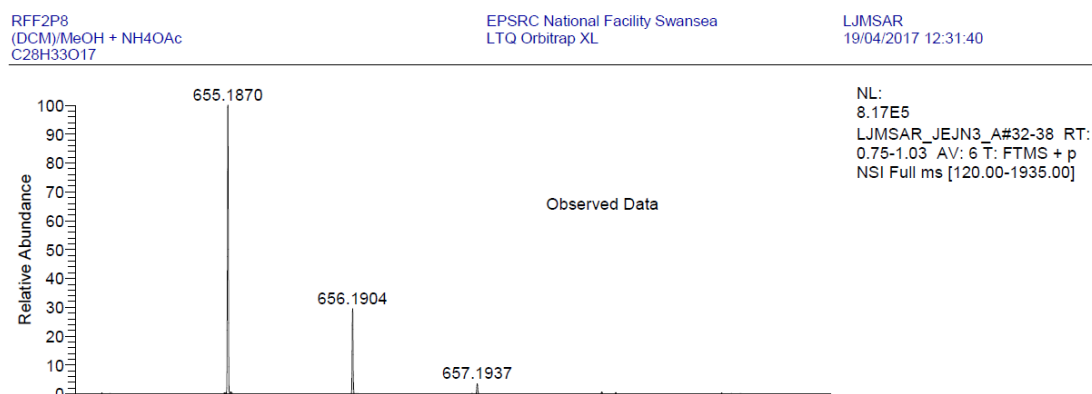 RFF2P8
(DCM)/MeOH + NH4OAc
C28H33O17
EPSRC National Facility Swansea
LTQ Orbitrap XL
LJMSAR
19/04/2017 12:31:40
NL:
8.17E5
LJMSAR_JEJN3_A#32-38 RT:
0.75-1.03 AV: 6 T: FTMS + p
NSI Full ms [120.00-1935.00]
655.1870
656.1904
657.1937
Observed Data
Relative Abundance
100
90
80
70
60
50
40
30
20
10
0